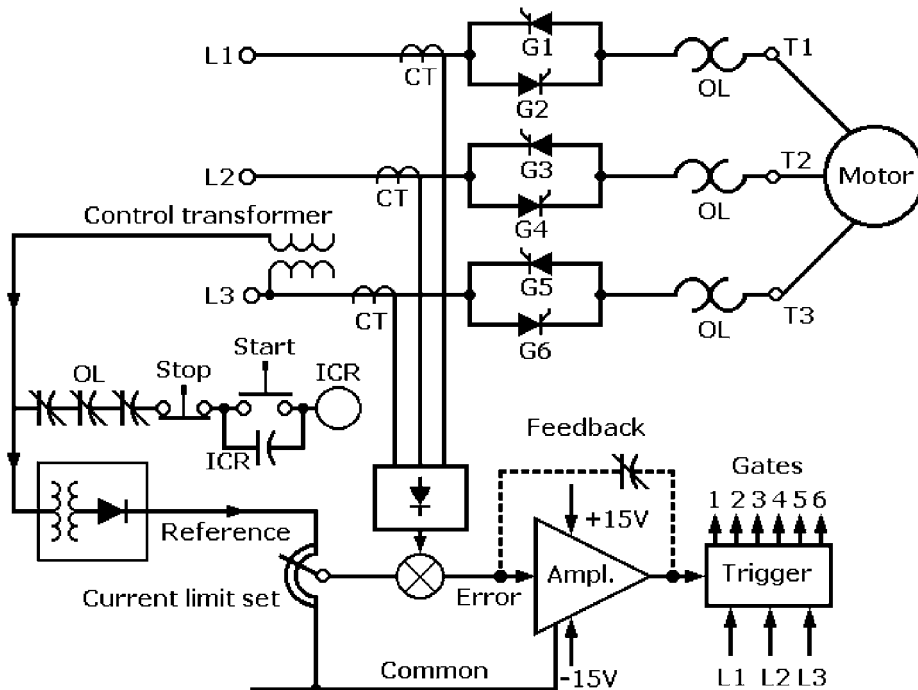 L1
CT
G1
G2
OL
T1
L2
CT
G3
G4
OL
T2
Motor
Control transformer
L3
CT
G5
G6
OL
T3
OL
Stop
Start
ICR
ICR
Feedback
Gates
1 2 3 4 5 6
Reference
+15V
Ampl.
Trigger
Current limit set
Error
-15V
Common
L1 L2 L3